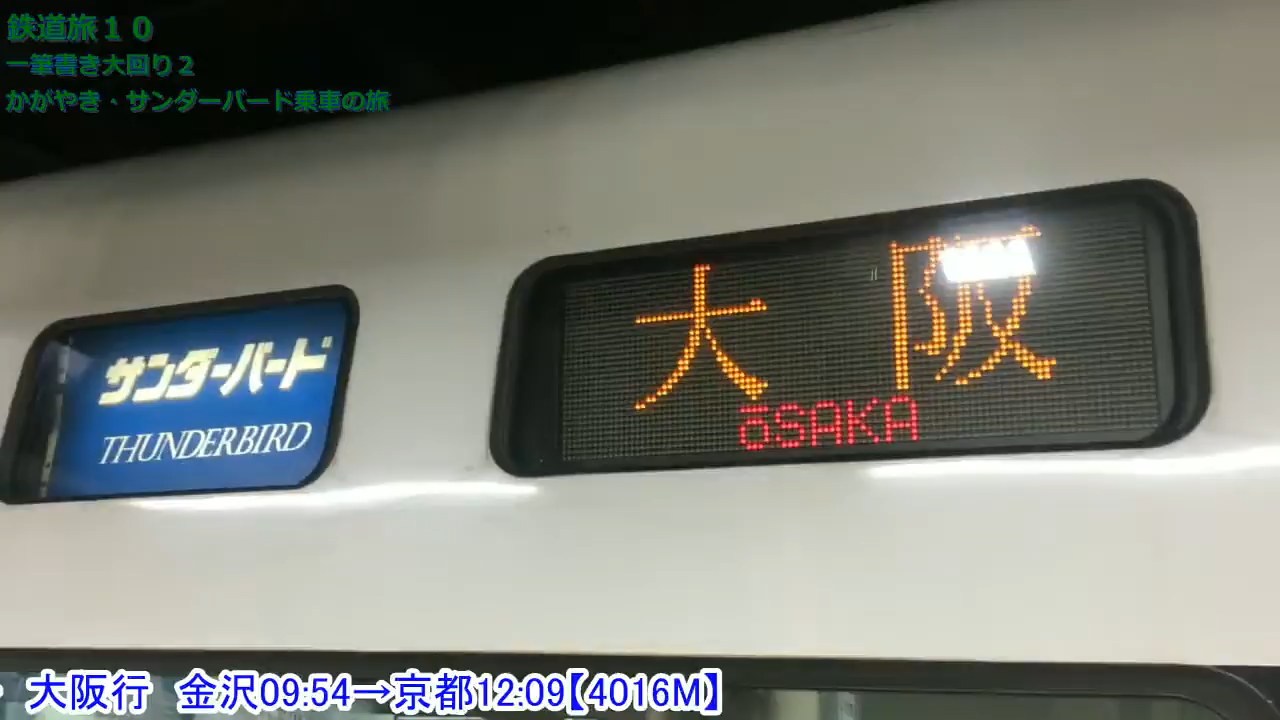 鉄道旅１０
一筆書き大回り２
かがやき・サンダーバード乗車の旅
サンダーバード
THUNDERBIRD
大阪
ōSAKA
・ 大阪行 金沢09:54→京都12:09【4016M】